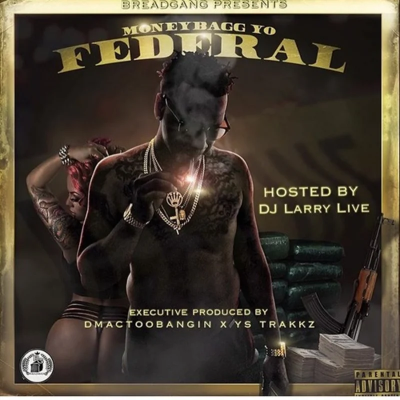 BREADGANG PRESENTS
MONEYBAGG YO
FEDERAL
HOSTED BY
DJ LARRY LIVE
EXECUTIVE PRODUCED BY
DMACTOOBANGIN X YS TRAKKZ
PARENTAL
ADVISORY